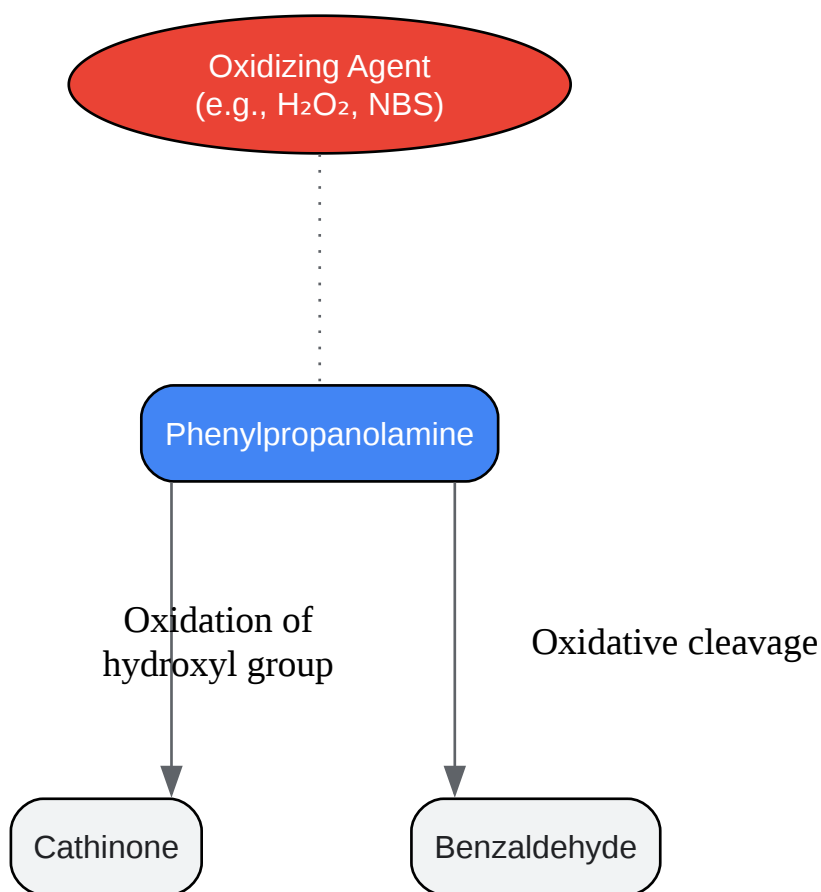 Oxidizing Agent
(e.g., H₂O₂, NBS)
Phenylpropanolamine
Oxidation of
hydroxyl group
Oxidative cleavage
Cathinone
Benzaldehyde